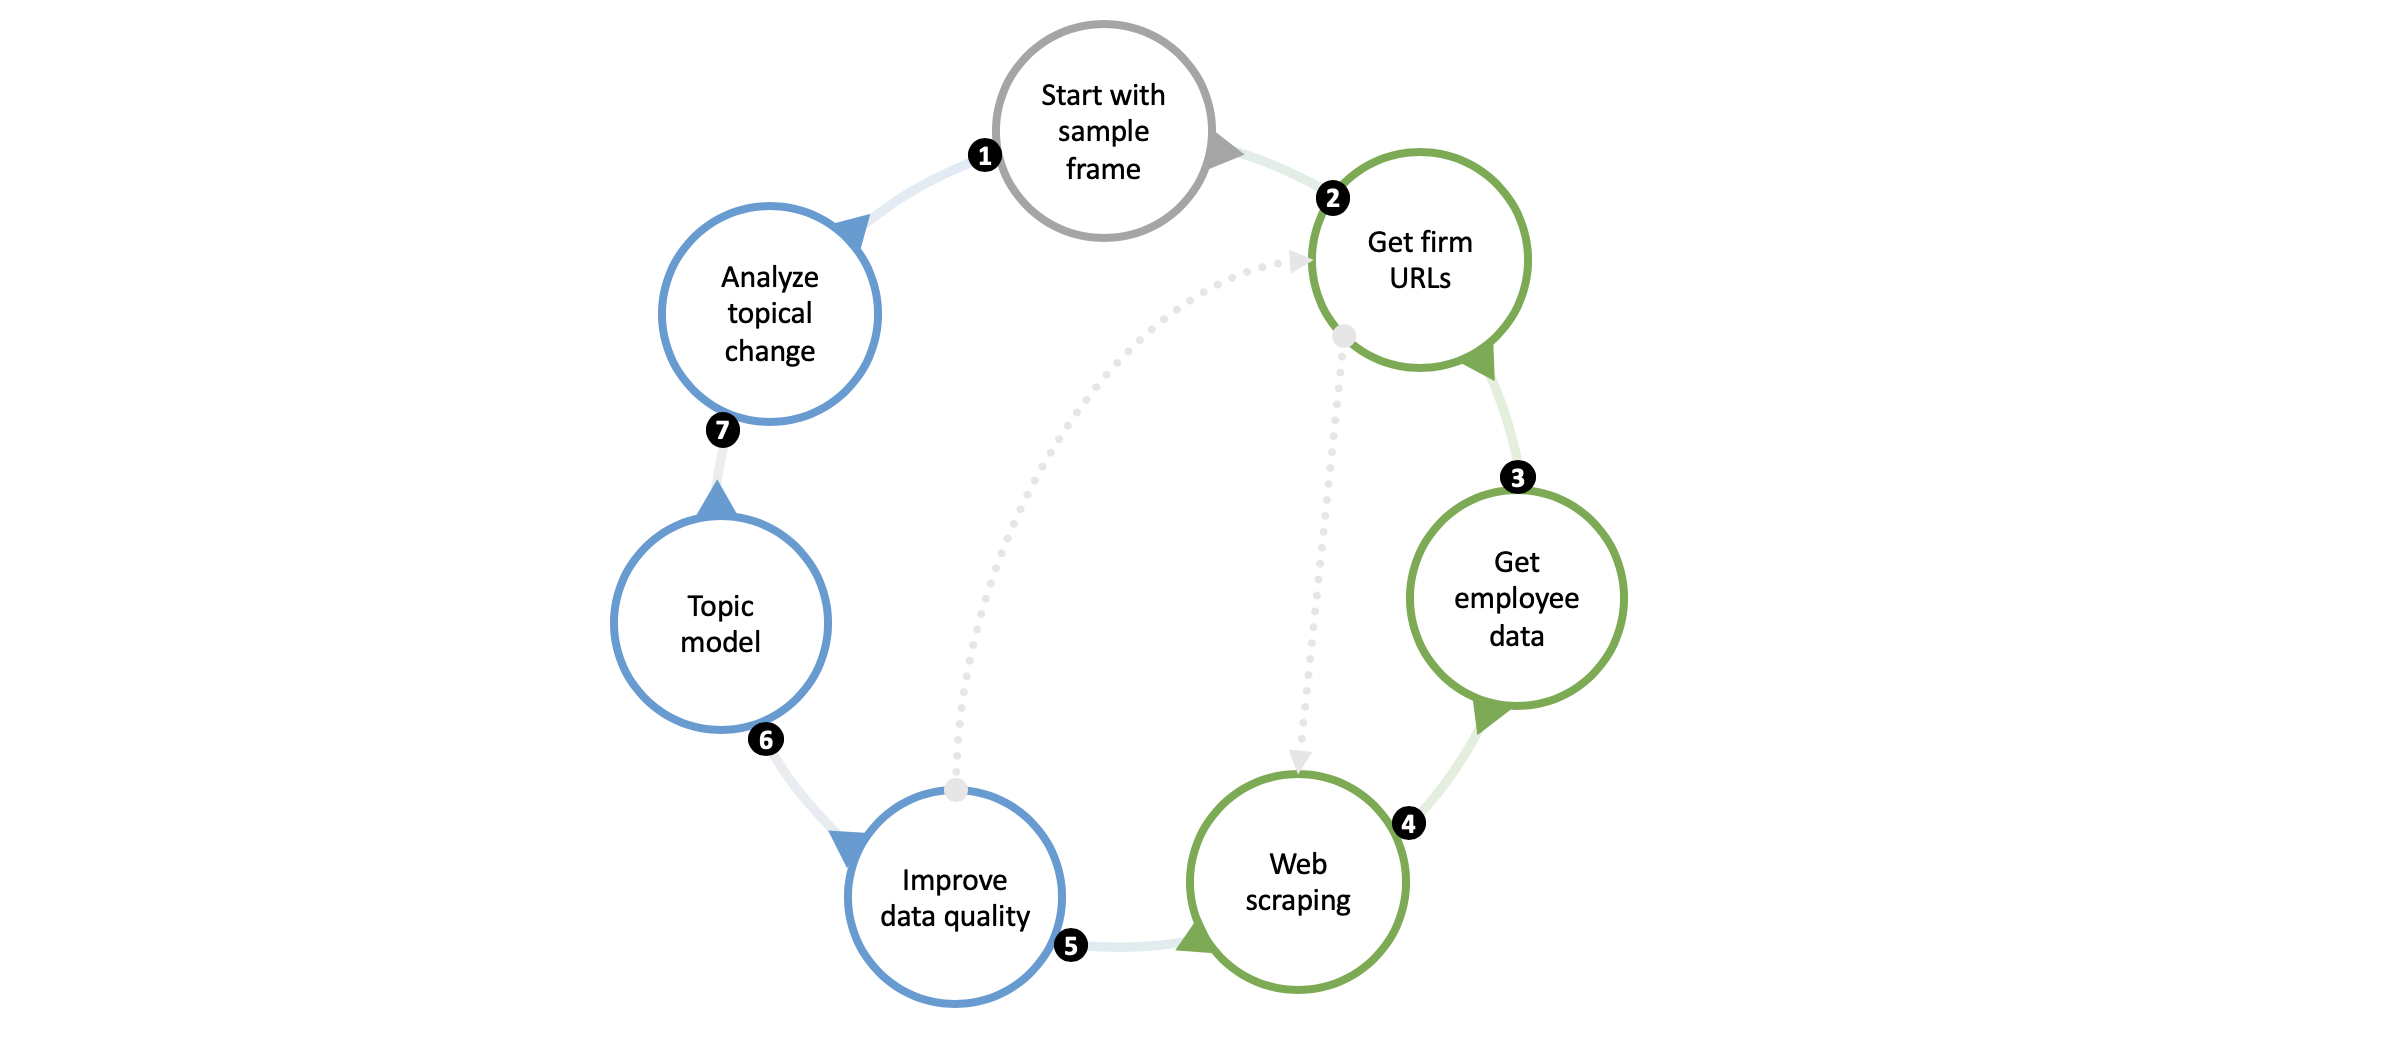 1
Start with
sample
frame
2
Get firm
URLs
3
Get
employee
data
4
Web
scraping
5
Improve
data quality
6
Topic
model
7
Analyze
topical
change